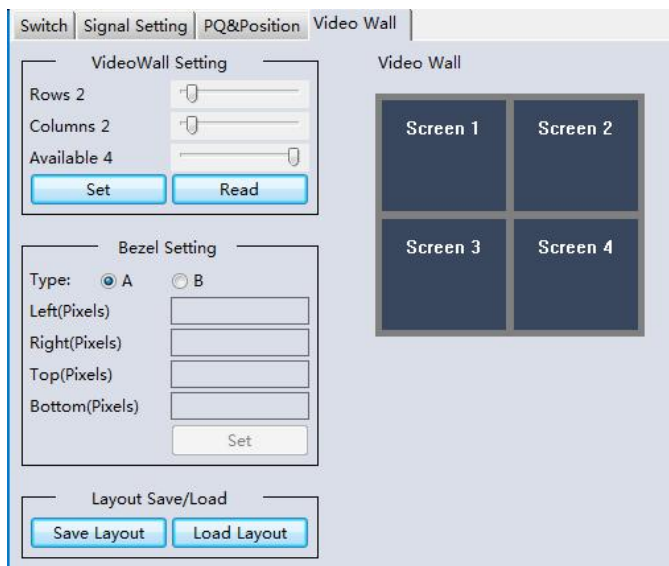 Switch Signal Setting PQ&Position Video Wall
VideoWall Setting
Rows 2
Columns 2
Available 4
Set Read
Bezel Setting
Type: A B
Left(Pixels)
Right(Pixels)
Top(Pixels)
Bottom(Pixels)
Set
Layout Save/Load
Save Layout Load Layout
Video Wall
Screen 1 Screen 2
Screen 3 Screen 4